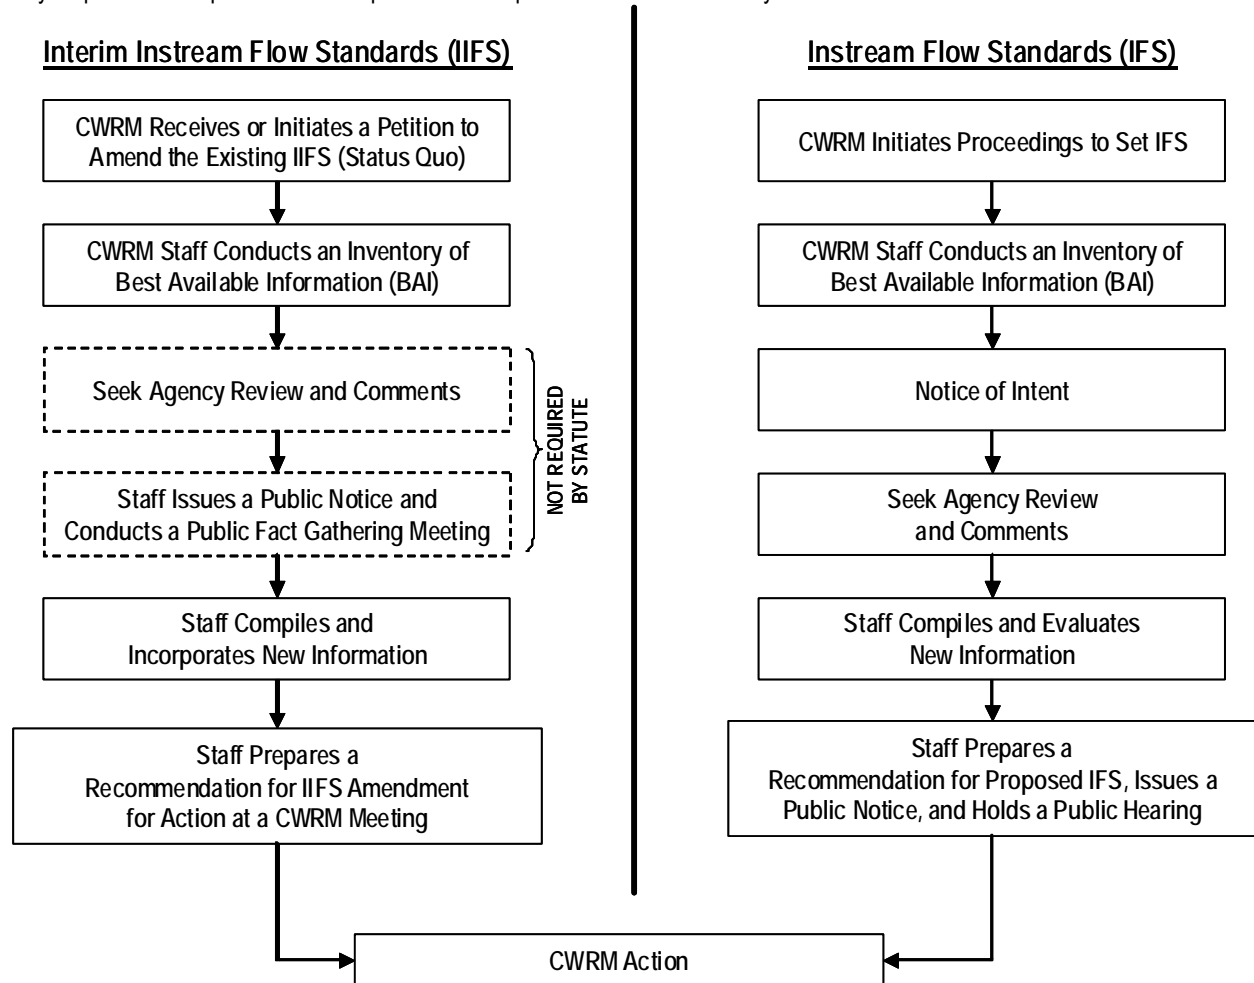 Interim Instream Flow Standards (IIFS)
CWRM Receives or Initiates a Petition to
Amend the Existing IIFS (Status Quo)
CWRM Staff Conducts an Inventory of
Best Available Information (BAI)
Seek Agency Review and Comments
Staff Issues a Public Notice and
Conducts a Public Fact Gathering Meeting
NOT REQUIRED
BY STATUTE
Staff Compiles and
Incorporates New Information
Staff Prepares a
Recommendation for IIFS Amendment
for Action at a CWRM Meeting
Instream Flow Standards (IFS)
CWRM Initiates Proceedings to Set IFS
CWRM Staff Conducts an Inventory of
Best Available Information (BAI)
Notice of Intent
Seek Agency Review
and Comments
Staff Compiles and Evaluates
New Information
Staff Prepares a
Recommendation for Proposed IFS, Issues a
Public Notice, and Holds a Public Hearing
CWRM Action